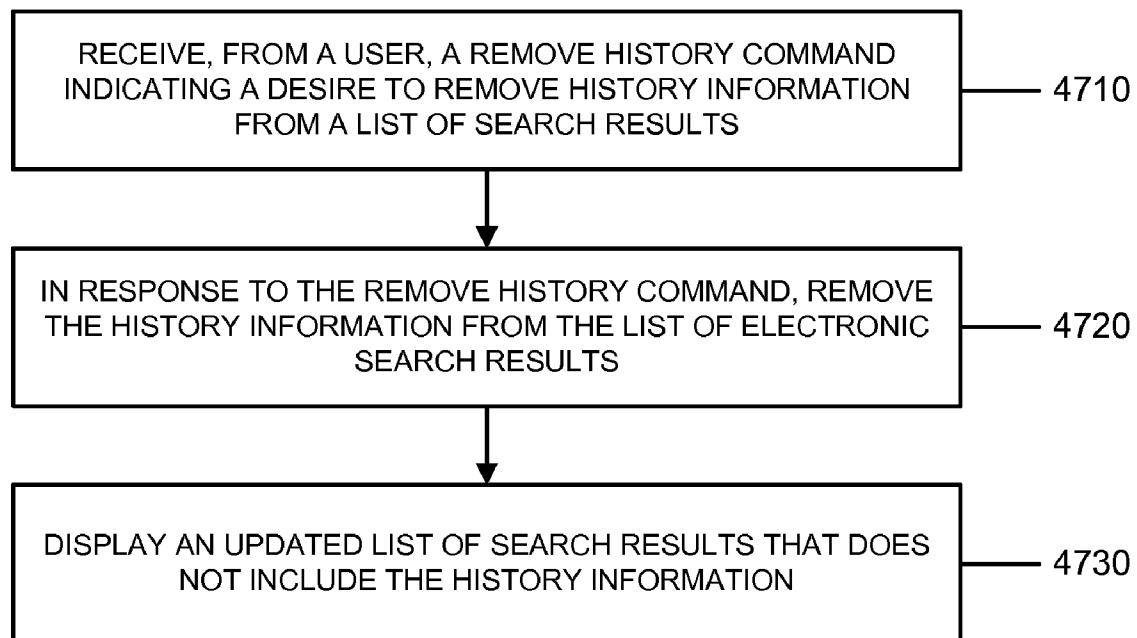 RECEIVE, FROM A USER, A REMOVE HISTORY COMMAND
INDICATING A DESIRE TO REMOVE HISTORY INFORMATION
FROM A LIST OF SEARCH RESULTS
4710
IN RESPONSE TO THE REMOVE HISTORY COMMAND, REMOVE
THE HISTORY INFORMATION FROM THE LIST OF ELECTRONIC
SEARCH RESULTS
4720
DISPLAY AN UPDATED LIST OF SEARCH RESULTS THAT DOES
NOT INCLUDE THE HISTORY INFORMATION
4730